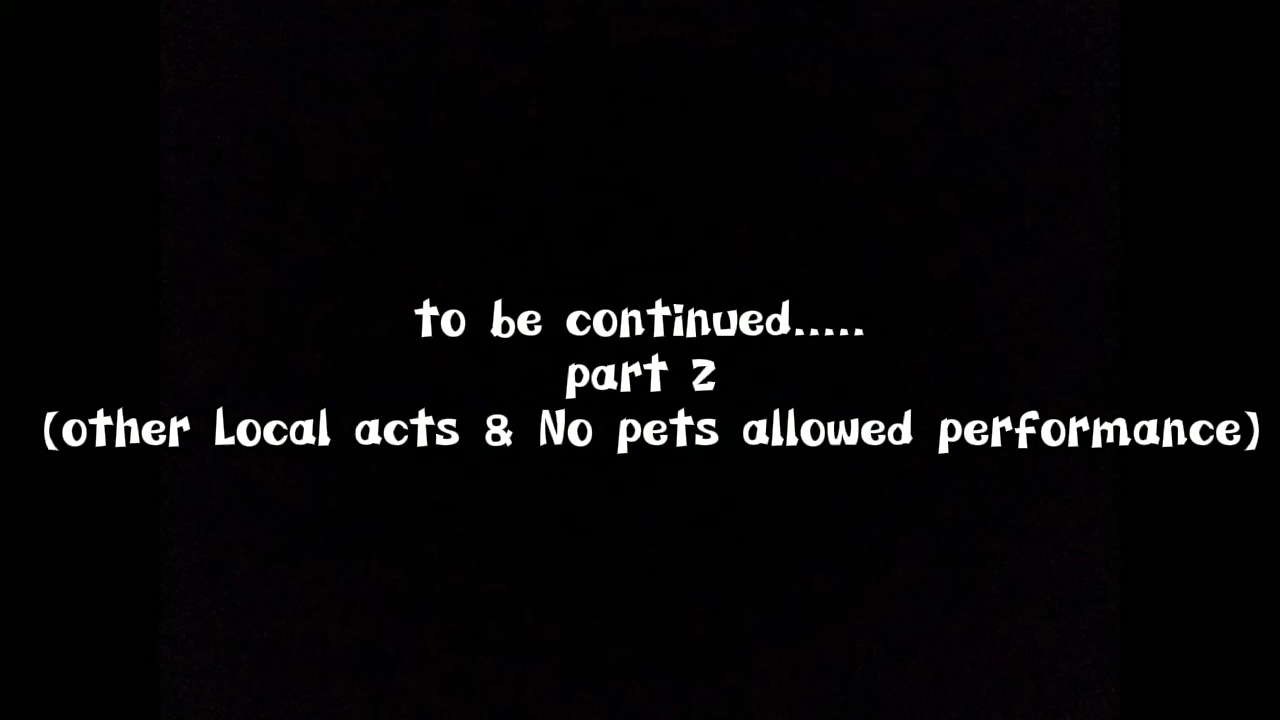 to be continued.....
part 2
(other Local acts & No pets allowed performance)